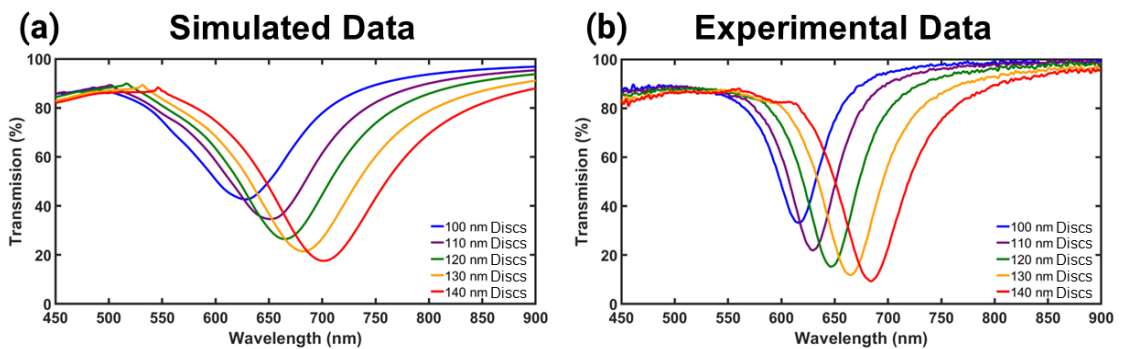 (a) Simulated Data
100
80
60
40
20
0
Transmision (%)
450 500 550 600 650 700 750 800 850 900
Wavelength (nm)
100 nm Discs
110 nm Discs
120 nm Discs
130 nm Discs
140 nm Discs
(b) Experimental Data
100
80
60
40
20
0
Transmision (%)
450 500 550 600 650 700 750 800 850 900
Wavelength (nm)
100 nm Discs
110 nm Discs
120 nm Discs
130 nm Discs
140 nm Discs